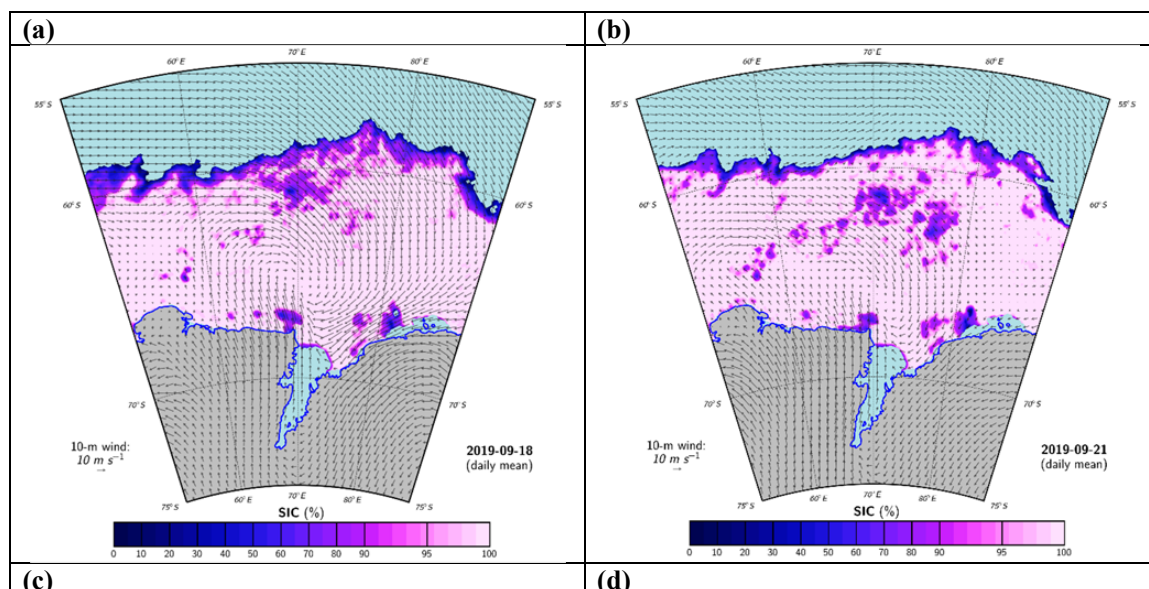 (a)
(b)
60° E
70° E
80° E
55° S
55° S
60° S
60° S
70° S
70° S
10-m wind:
10 m s⁻¹
2019-09-18
(daily mean)
75° S
60° E
70° E
80° E
75° S
SIC (%)
0 10 20 30 40 50 60 70 80 90 95 100
60° E
70° E
80° E
55° S
55° S
60° S
60° S
70° S
70° S
10-m wind:
10 m s⁻¹
2019-09-21
(daily mean)
75° S
60° E
70° E
80° E
75° S
SIC (%)
0 10 20 30 40 50 60 70 80 90 95 100
(c)
(d)